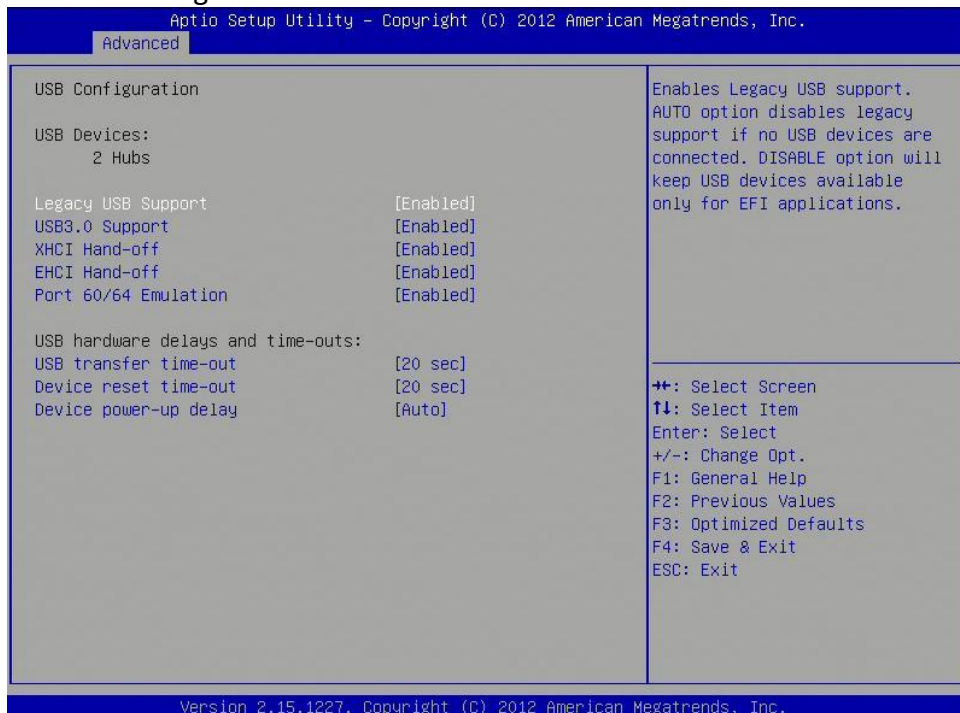 Aptio Setup Utility – Copyright (C) 2012 American Megatrends, Inc.
Advanced
USB Configuration
USB Devices:
2 Hubs
Legacy USB Support [Enabled]
USB3.0 Support [Enabled]
XHCI Hand-off [Enabled]
EHCI Hand-off [Enabled]
Port 60/64 Emulation [Enabled]
USB hardware delays and time-outs:
USB transfer time-out [20 sec]
Device reset time-out [20 sec]
Device power-up delay [Auto]
Enables Legacy USB support.
AUTO option disables legacy
support if no USB devices are
connected. DISABLE option will
keep USB devices available
only for EFI applications.
→←: Select Screen
↑↓: Select Item
Enter: Select
+/-: Change Opt.
F1: General Help
F2: Previous Values
F3: Optimized Defaults
F4: Save & Exit
ESC: Exit
Version 2.15.1227. Copyright (C) 2012 American Megatrends, Inc.